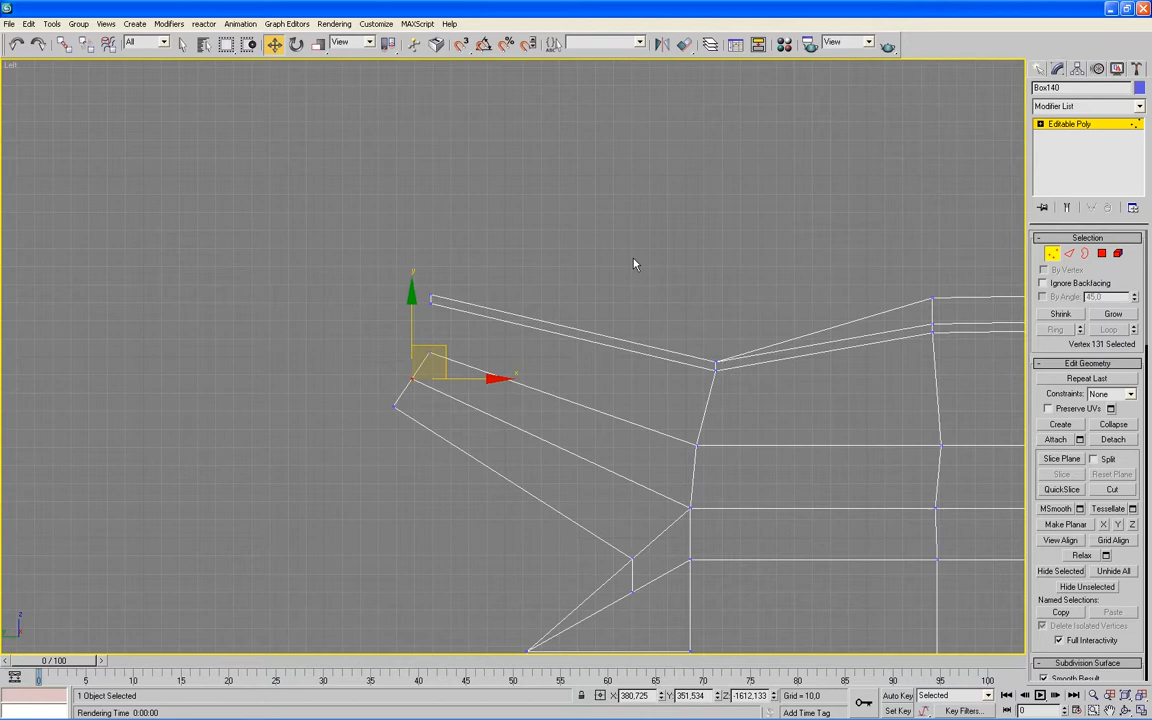 File Edit Tools Group Views Create Modifiers reactor Animation Graph Editors Rendering Customize MAXScript Help
All View View
Left
Box140
Modifier List
Editable Poly
Selection
By Vertex
Ignore Backfacing
By Angle: 45,0
Shrink Grow
Ring Loop
Vertex 131 Selected
Edit Geometry
Repeat Last
Constraints: None
Preserve UVs
Create Collapse
Attach Detach
Slice Plane Split
Slice Reset Plane
QuickSlice Cut
MSmooth Tessellate
Make Planar X Y Z
View Align Grid Align
Relax
Hide Selected Unhide All
Hide Unselected
Named Selections:
Copy Paste
Delete Isolated Vertices
Full Interactivity
Subdivision Surface
Smooth Result
y
x
z
0 / 100
0 5 10 15 20 25 30 35 40 45 50 55 60 65 70 75 80 85 90 95 100
1 Object Selected X: 380,725 Y: 351,534 Z: -1612,133 Grid = 10,0 Auto Key Selected
Rendering Time 0:00:00 Add Time Tag Set Key Key Filters... 0